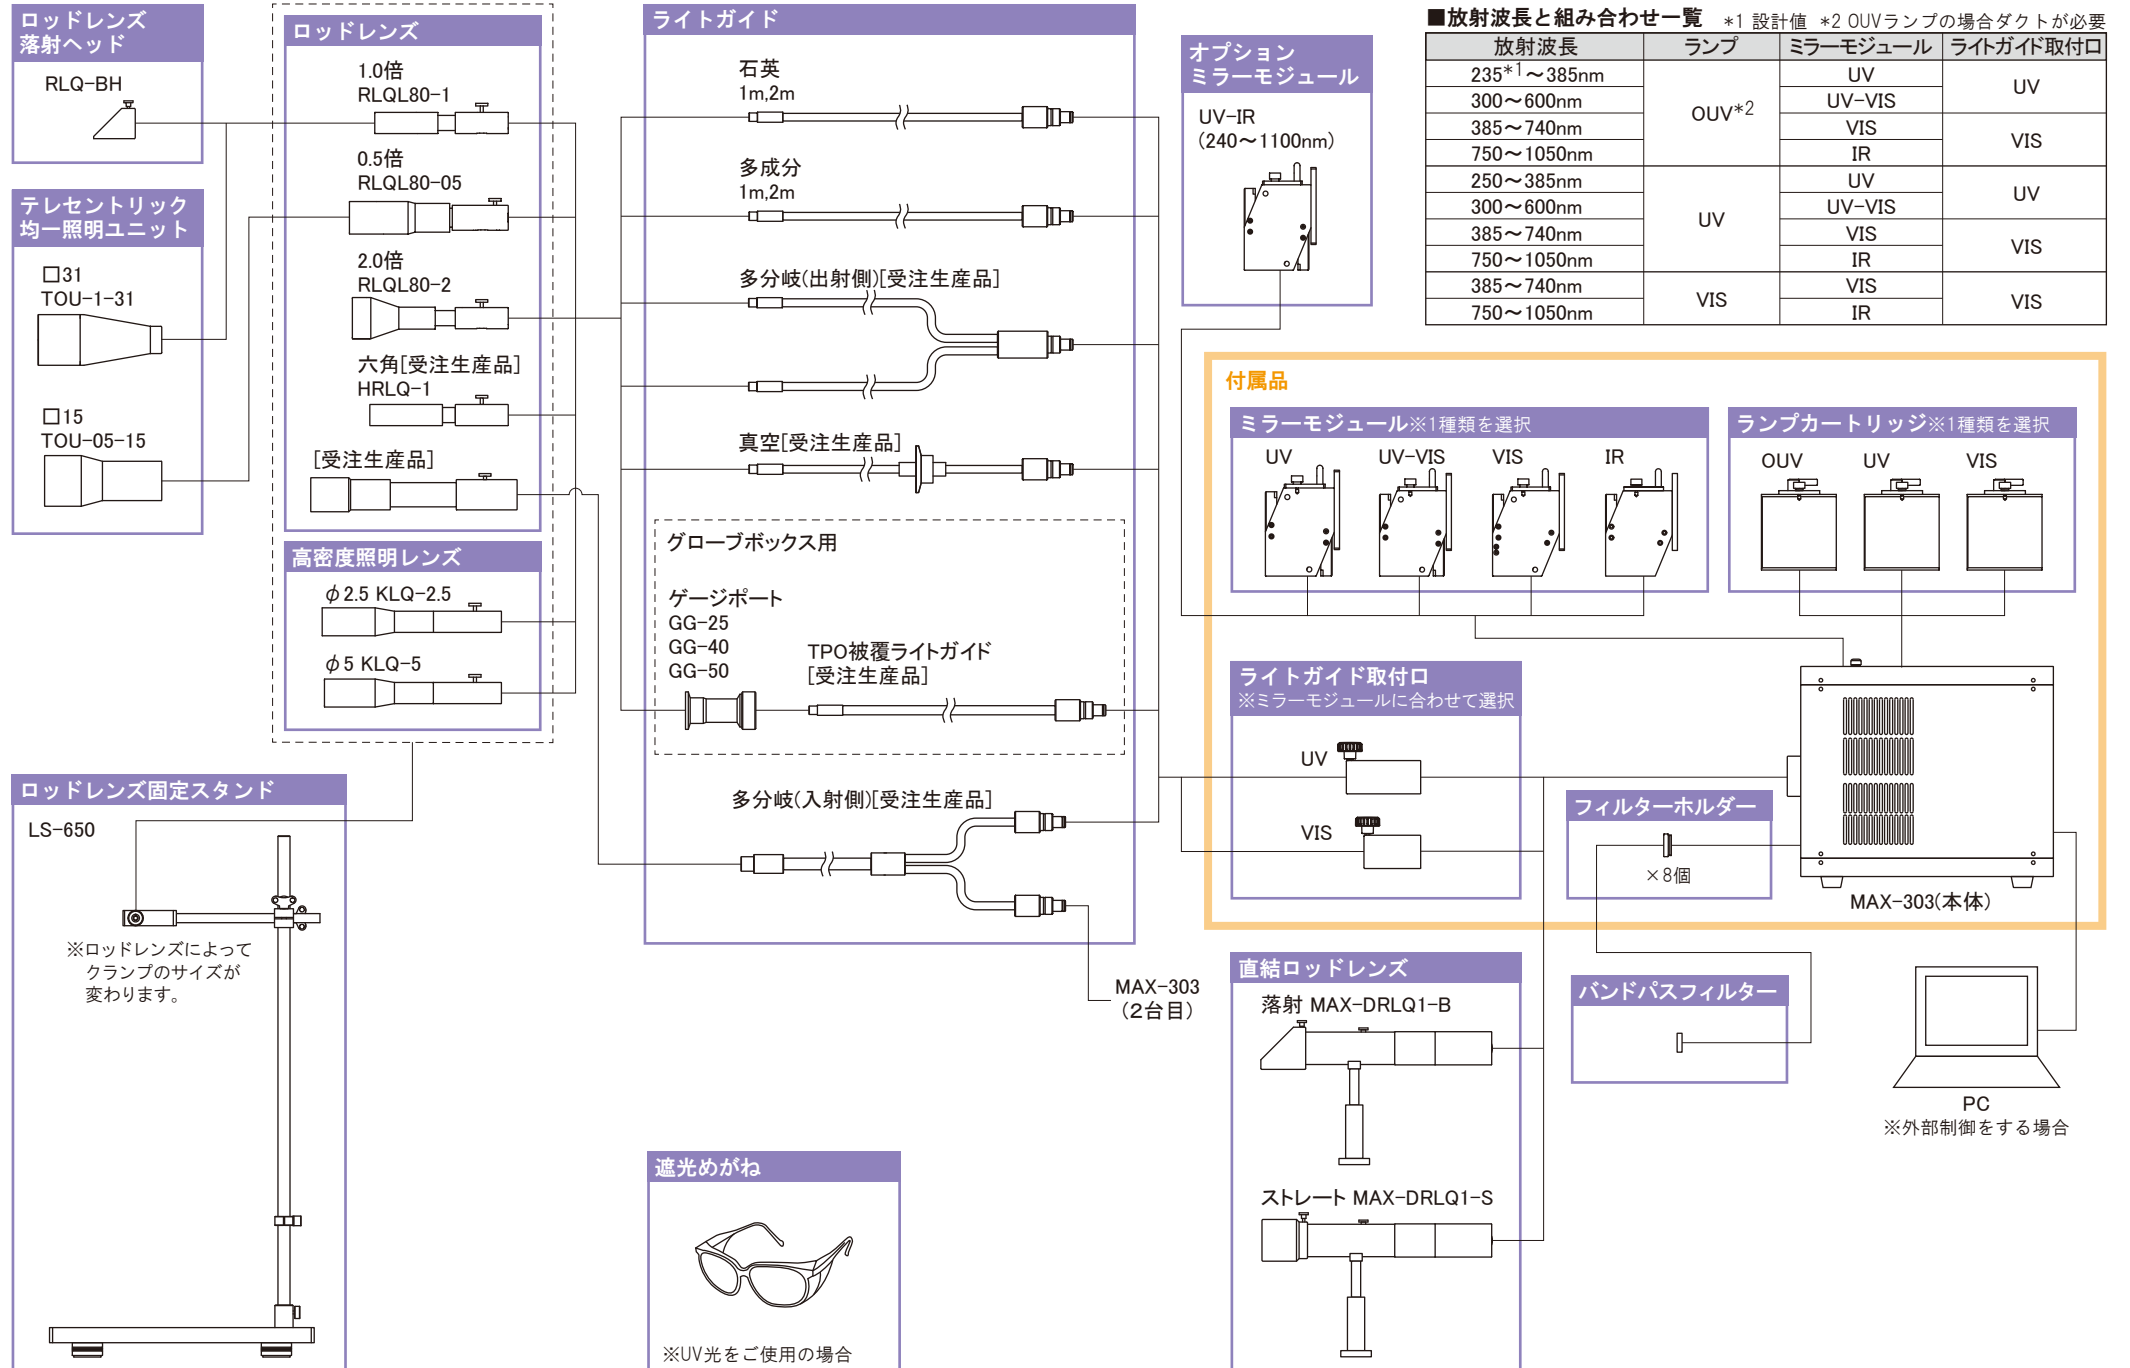 ロッドレンズ
落射ヘッド
RLQ-BH
テレセントリック
均一照明ユニット
□31
TOU-1-31
□15
TOU-05-15
ロッドレンズ
1.0倍
RLQL80-1
0.5倍
RLQL80-05
2.0倍
RLQL80-2
六角[受注生産品]
HRLQ-1
[受注生産品]
高密度照明レンズ
φ2.5 KLQ-2.5
φ5 KLQ-5
ロッドレンズ固定スタンド
LS-650
※ロッドレンズによって
クランプのサイズが
変わります。
ライトガイド
石英
1m,2m
多成分
1m,2m
多分岐(出射側)[受注生産品]
真空[受注生産品]
グローブボックス用
ゲージポート
GG-25
GG-40
GG-50
TPO被覆ライトガイド
[受注生産品]
多分岐(入射側)[受注生産品]
MAX-303
(2台目)
遮光めがね
※UV光をご使用の場合
オプション
ミラーモジュール
UV-IR
(240～1100nm)
■放射波長と組み合わせ一覧 *1 設計値 *2 OUVランプの場合ダクトが必要
放射波長 ランプ ミラーモジュール ライトガイド取付口
235*1～385nm OUV*2 UV UV
300～600nm UV-VIS
385～740nm VIS VIS
750～1050nm IR
250～385nm UV UV UV
300～600nm UV-VIS
385～740nm VIS VIS
750～1050nm IR
385～740nm VIS VIS VIS
750～1050nm IR
付属品
ミラーモジュール※1種類を選択
UV UV-VIS VIS IR
ランプカートリッジ※1種類を選択
OUV UV VIS
ライトガイド取付口
※ミラーモジュールに合わせて選択
UV
VIS
フィルターホルダー
×8個
MAX-303(本体)
直結ロッドレンズ
落射 MAX-DRLQ1-B
ストレート MAX-DRLQ1-S
バンドパスフィルター
PC
※外部制御をする場合